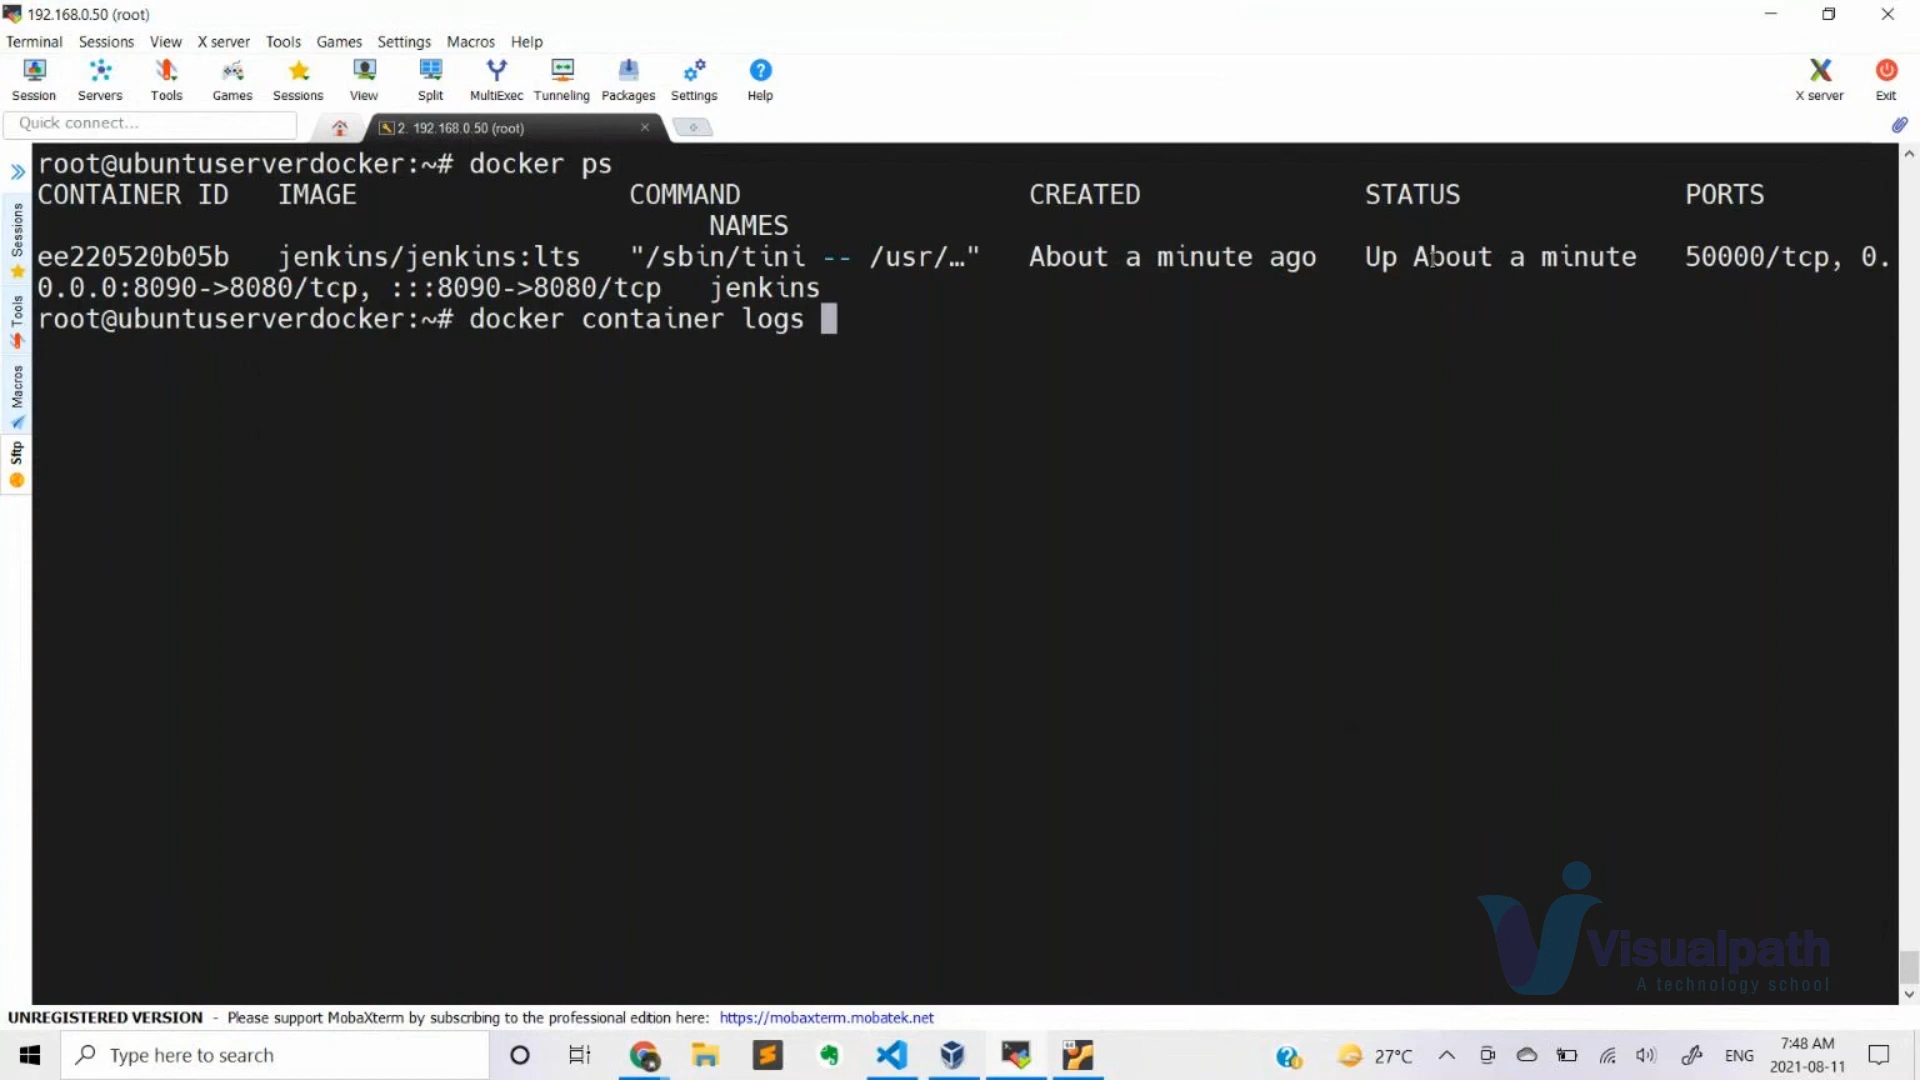 192.168.0.50 (root)
Terminal Sessions View X server Tools Games Settings Macros Help
Session Servers Tools Games Sessions View Split MultiExec Tunneling Packages Settings Help X server Exit
Quick connect...
2. 192.168.0.50 (root)
Sessions
Tools
Macros
Sftp
root@ubuntuserverdocker:~# docker ps
CONTAINER ID IMAGE COMMAND CREATED STATUS PORTS
NAMES
ee220520b05b jenkins/jenkins:lts "/sbin/tini -- /usr/…" About a minute ago Up About a minute 50000/tcp, 0.
0.0.0:8090->8080/tcp, :::8090->8080/tcp jenkins
root@ubuntuserverdocker:~# docker container logs
Visualpath
A technology school
UNREGISTERED VERSION - Please support MobaXterm by subscribing to the professional edition here: https://mobaxterm.mobatek.net
Type here to search
27°C
ENG
7:48 AM
2021-08-11